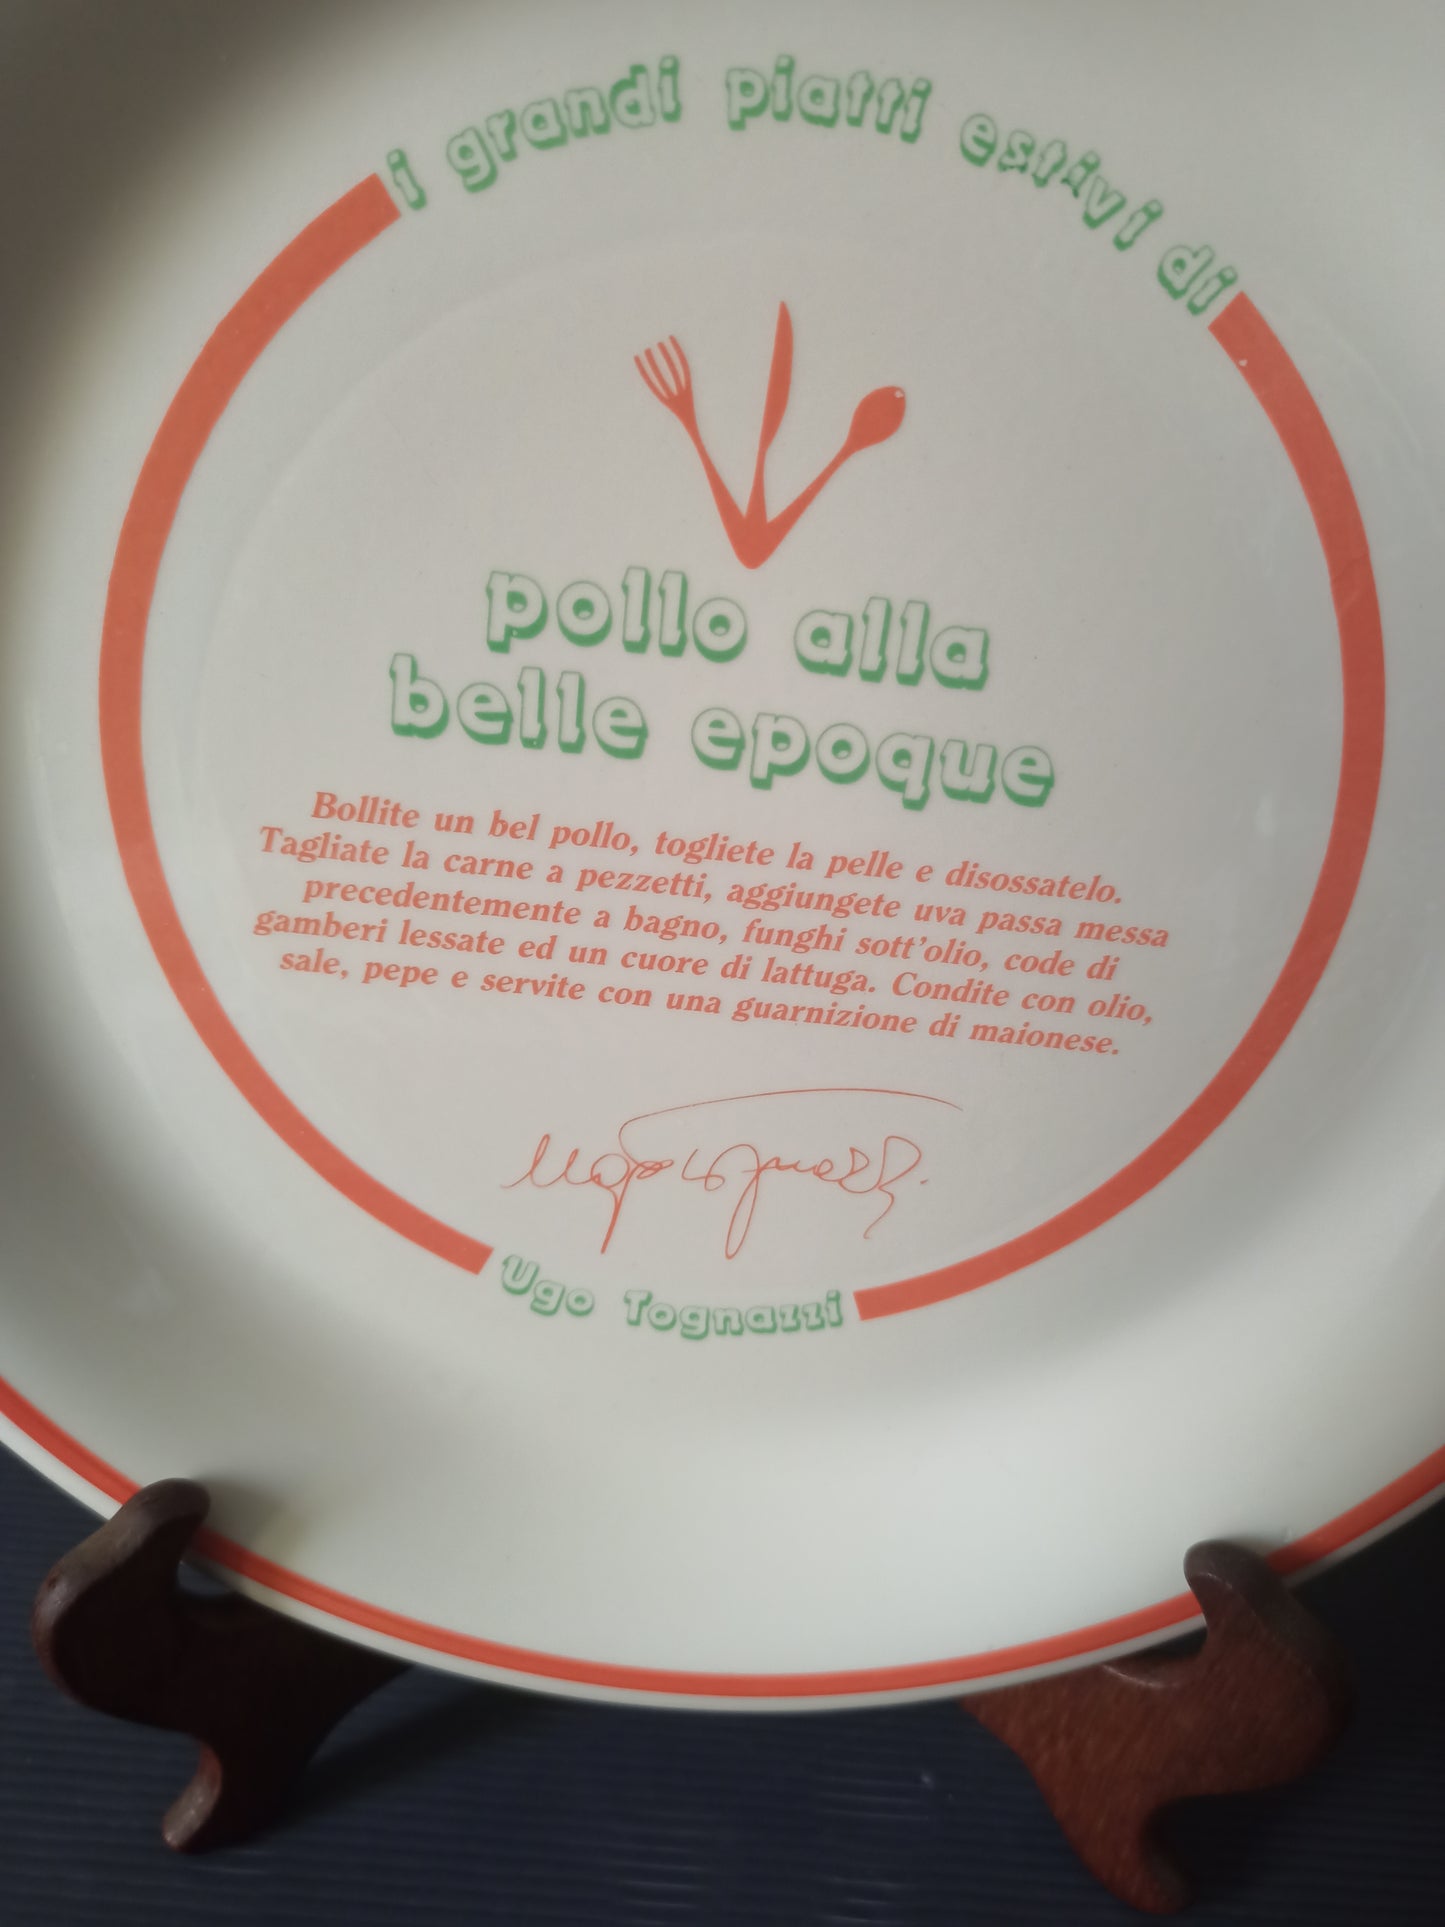 i grandi piatti estivi di
pollo alla
belle epoque
Bollite un bel pollo, togliete la pelle e disossatelo.
Tagliate la carne a pezzetti, aggiungete uva passa messa
precedentemente a bagno, funghi sott'olio, code di
gamberi lessate ed un cuore di lattuga. Condite con olio,
sale, pepe e servite con una guarnizione di maionese.
Ugo Tognazzi
Ugo Tognazzi